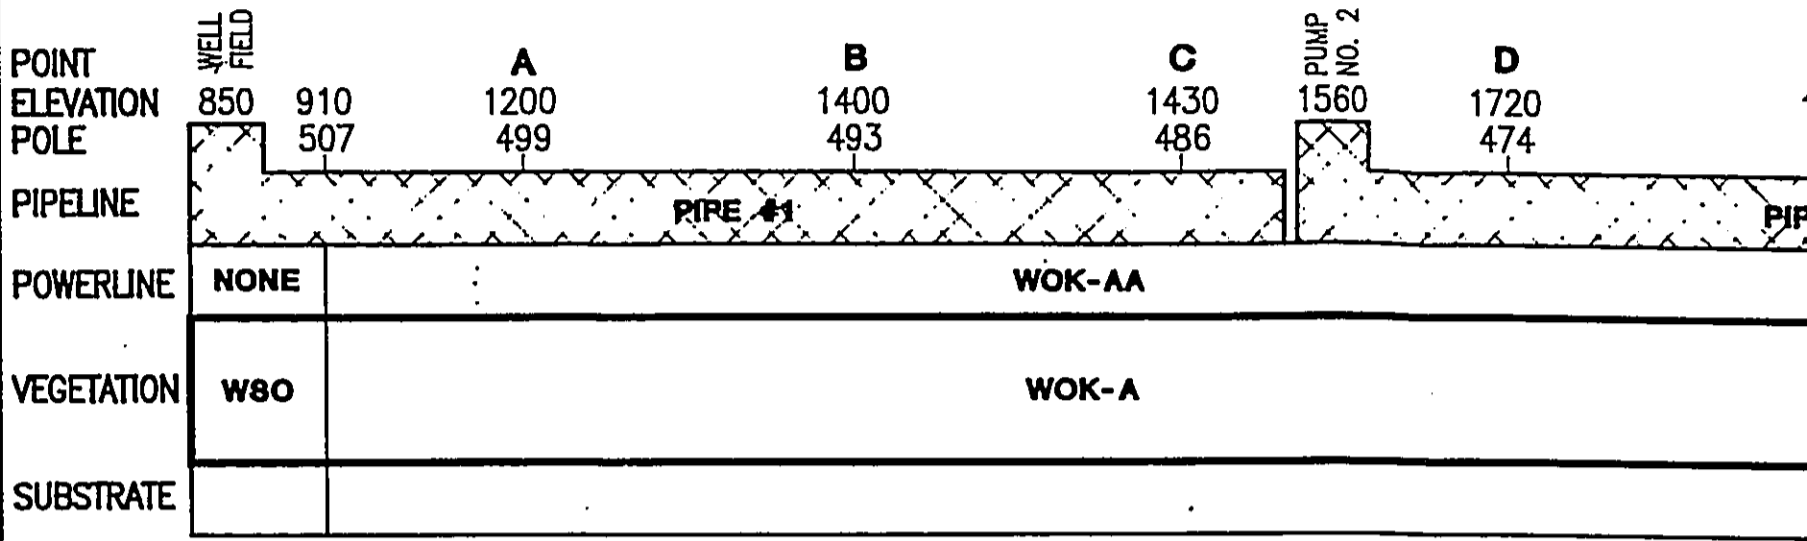 WELL FIELD
PUMP NO. 2
POINT A B C D
ELEVATION 850 910 1200 1400 1430 1560 1720
POLE 507 499 493 486 474
PIPELINE PIPE #1 PIP
POWERLINE NONE WOK-AA
VEGETATION WSO WOK-A
SUBSTRATE